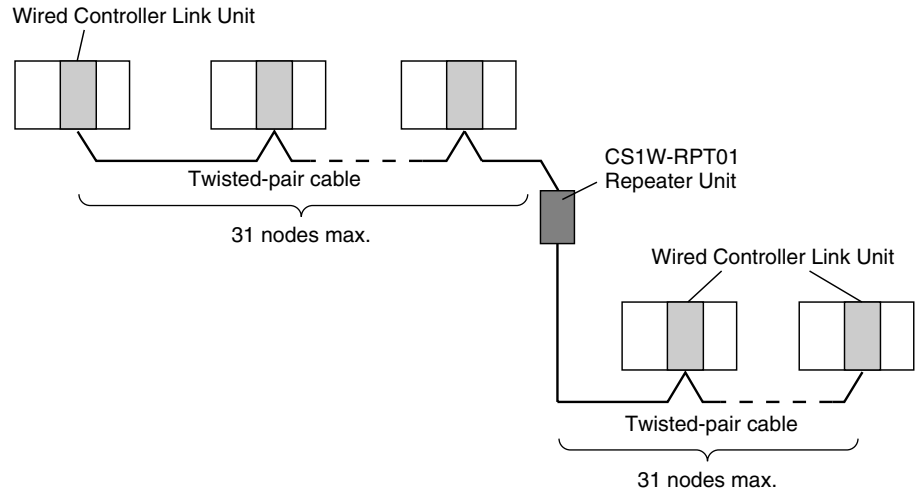 Wired Controller Link Unit
Twisted-pair cable
31 nodes max.
CS1W-RPT01
Repeater Unit
Wired Controller Link Unit
Twisted-pair cable
31 nodes max.